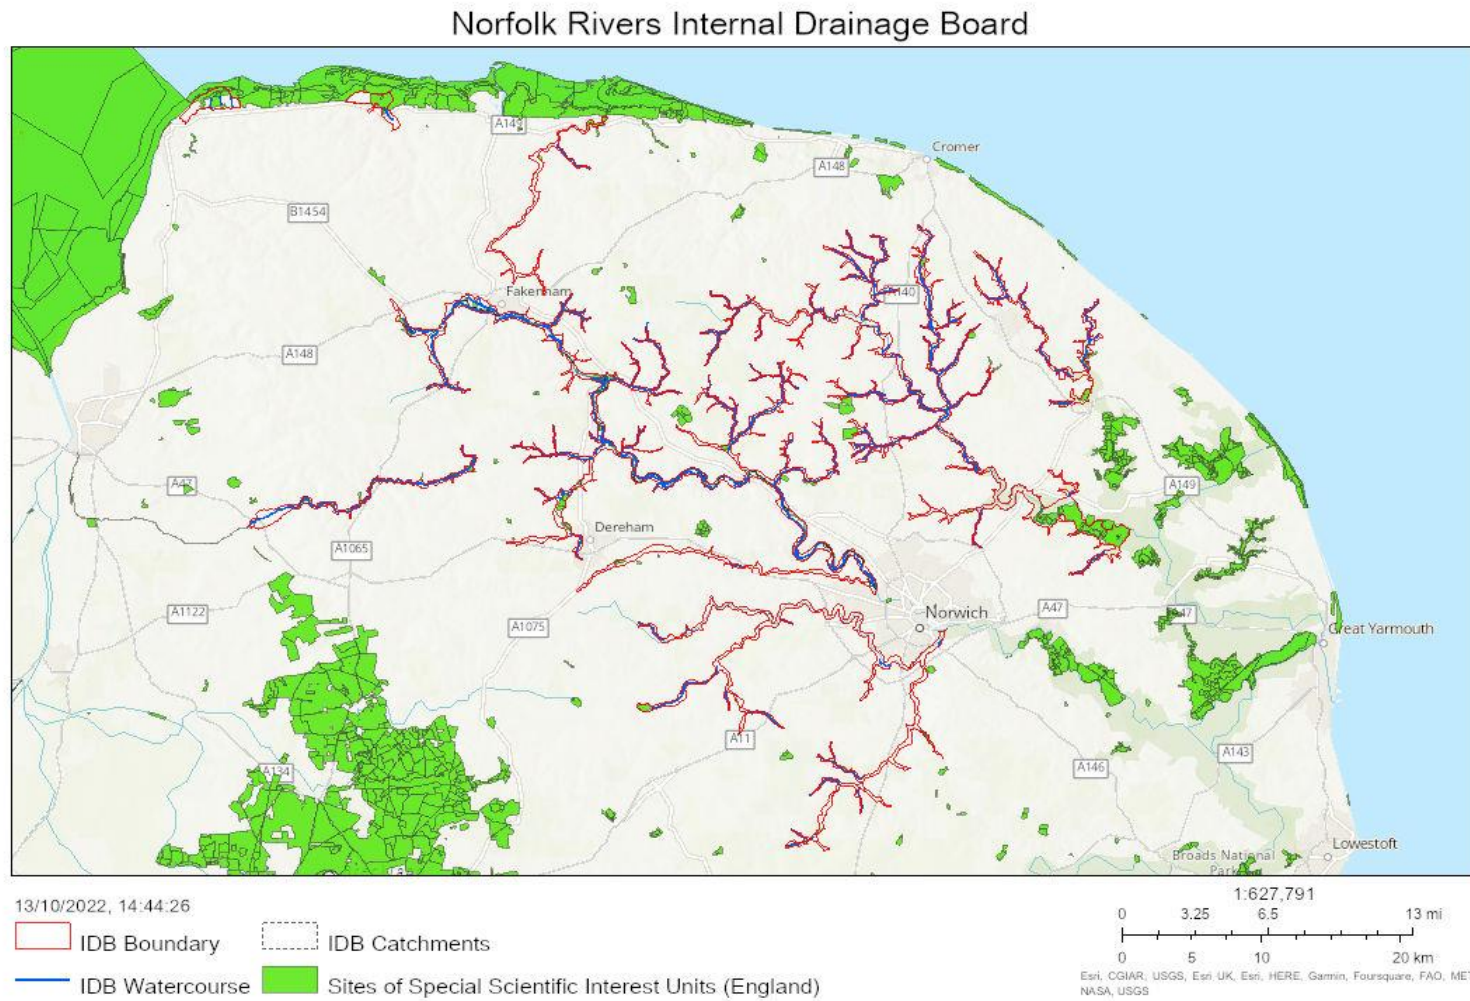 Norfolk Rivers Internal Drainage Board
A149
Cromer
A148
B1454
Fakenham
A140
A148
A47
A149
Dereham
A1065
A1122
A1075
Norwich
A47
A47
Great Yarmouth
A11
A134
A146
A143
Broads National
Park
Lowestoft
13/10/2022, 14:44:26
1:627,791
0 3.25 6.5 13 mi
0 5 10 20 km
IDB Boundary
IDB Catchments
IDB Watercourse
Sites of Special Scientific Interest Units (England)
Esri, CGIAR, USGS, Esri UK, Esri, HERE, Garmin, Foursquare, FAO, MET
NASA, USGS